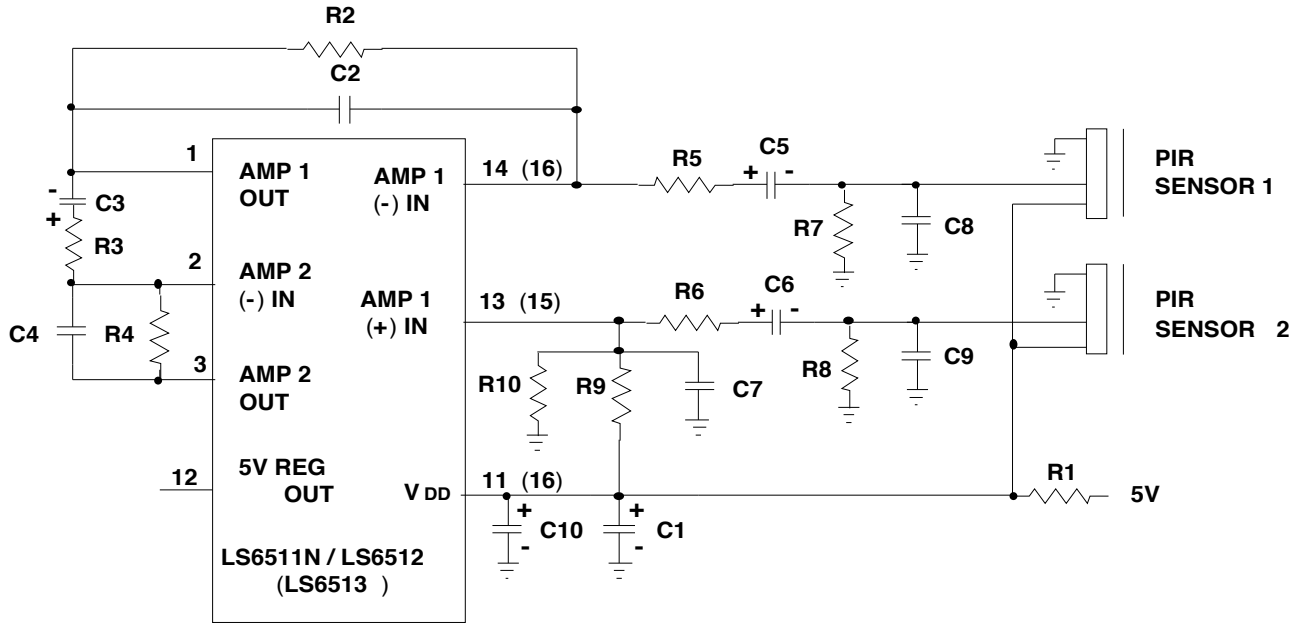 R2
C2
1
AMP 1
OUT
AMP 1
(-) IN
14 (16)
R5
C5
+ -
PIR
SENSOR 1
R7
C8
-
C3
+
R3
2
AMP 2
(-) IN
C4
R4
3
AMP 2
OUT
AMP 1
(+) IN
13 (15)
R6
C6
+ -
PIR
SENSOR 2
R8
C9
R10
R9
C7
12
5V REG
OUT
V DD
11 (16)
R1
5V
+
C10
-
+
C1
-
LS6511N / LS6512
(LS6513 )